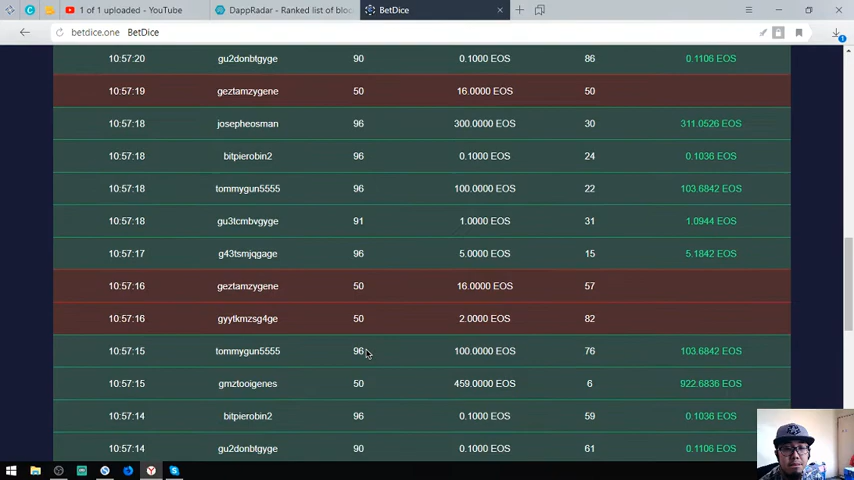 1 of 1 uploaded - YouTube DappRadar - Ranked list of blo BetDice
betdice.one BetDice
10:57:20 gu2donbtgyge 90 0.1000 EOS 86 0.1106 EOS
10:57:19 geztamzygene 50 16.0000 EOS 50
10:57:18 josepheosman 96 300.0000 EOS 30 311.0526 EOS
10:57:18 bitpierobin2 96 0.1000 EOS 24 0.1036 EOS
10:57:18 tommygun5555 96 100.0000 EOS 22 103.6842 EOS
10:57:18 gu3tcmbvgyge 91 1.0000 EOS 31 1.0944 EOS
10:57:17 g43tsmjqgage 96 5.0000 EOS 15 5.1842 EOS
10:57:16 geztamzygene 50 16.0000 EOS 57
10:57:16 gyytkmzsg4ge 50 2.0000 EOS 82
10:57:15 tommygun5555 96 100.0000 EOS 76 103.6842 EOS
10:57:15 gmztooigenes 50 459.0000 EOS 6 922.6836 EOS
10:57:14 bitpierobin2 96 0.1000 EOS 59 0.1036 EOS
10:57:14 gu2donbtgyge 90 0.1000 EOS 61 0.1106 EOS